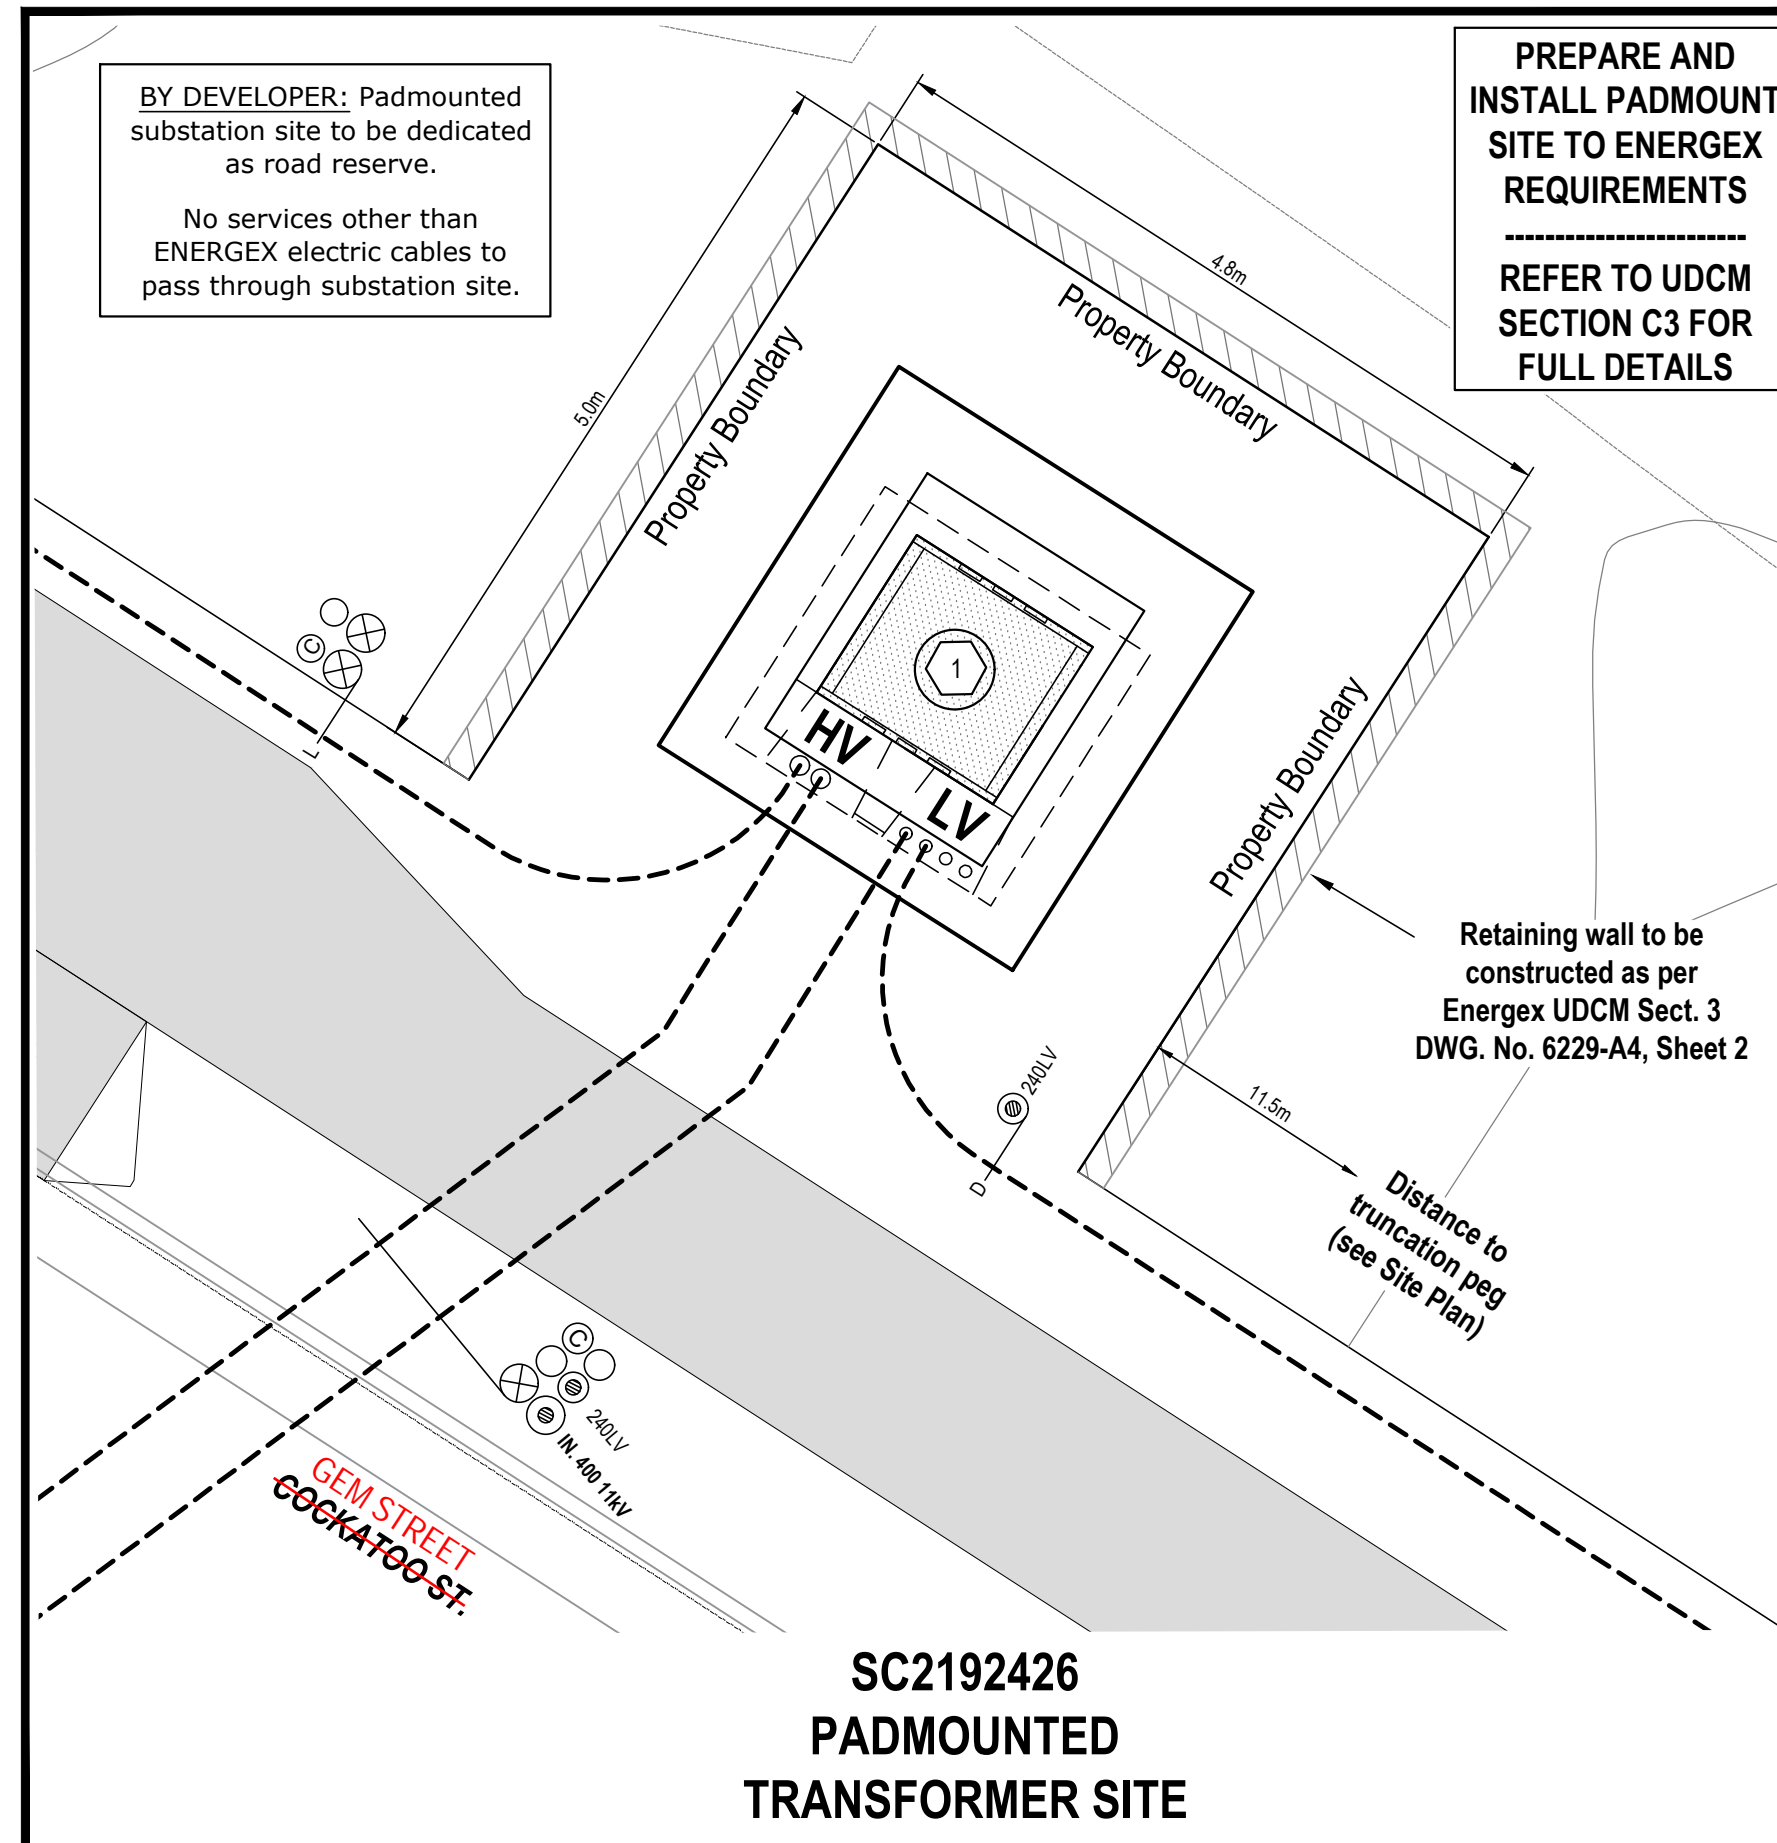 BY DEVELOPER: Padmounted
substation site to be dedicated
as road reserve.
No services other than
ENERGEX electric cables to
pass through substation site.
PREPARE AND
INSTALL PADMOUNT
SITE TO ENERGEX
REQUIREMENTS
------------------------
REFER TO UDCM
SECTION C3 FOR
FULL DETAILS
4.8m
Property Boundary
5.0m
Property Boundary
C
L
1
HV
LV
Property Boundary
Retaining wall to be
constructed as per
Energex UDCM Sect. 3
DWG. No. 6229-A4, Sheet 2
240LV
D
11.5m
Distance to
truncation peg
(see Site Plan)
C
240LV
IN. 400 11kV
GEM STREET
COCKATOO ST.
SC2192426
PADMOUNTED
TRANSFORMER SITE